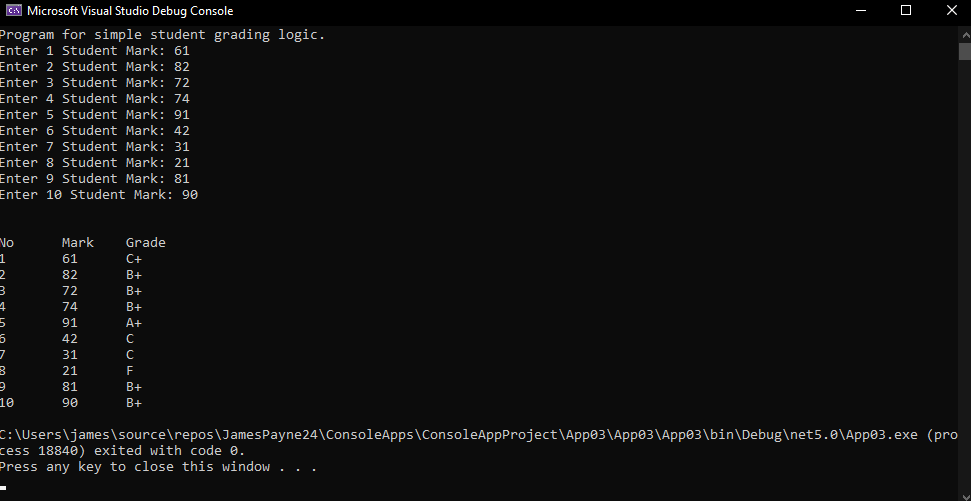 Microsoft Visual Studio Debug Console
Program for simple student grading logic.
Enter 1 Student Mark: 61
Enter 2 Student Mark: 82
Enter 3 Student Mark: 72
Enter 4 Student Mark: 74
Enter 5 Student Mark: 91
Enter 6 Student Mark: 42
Enter 7 Student Mark: 31
Enter 8 Student Mark: 21
Enter 9 Student Mark: 81
Enter 10 Student Mark: 90
No Mark Grade
1 61 C+
2 82 B+
3 72 B+
4 74 B+
5 91 A+
6 42 C
7 31 C
8 21 F
9 81 B+
10 90 B+
C:\Users\james\source\repos\JamesPayne24\ConsoleApps\ConsoleAppProject\App03\App03\App03\bin\Debug\net5.0\App03.exe (pro
cess 18840) exited with code 0.
Press any key to close this window . . .